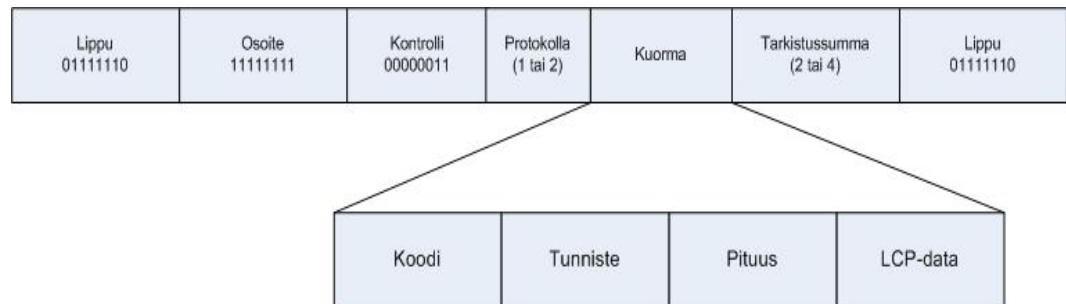 Lippu
01111110
Osoite
11111111
Kontrolli
00000011
Protokolla
(1 tai 2)
Kuorma
Tarkistussumma
(2 tai 4)
Lippu
01111110
Koodi
Tunniste
Pituus
LCP-data